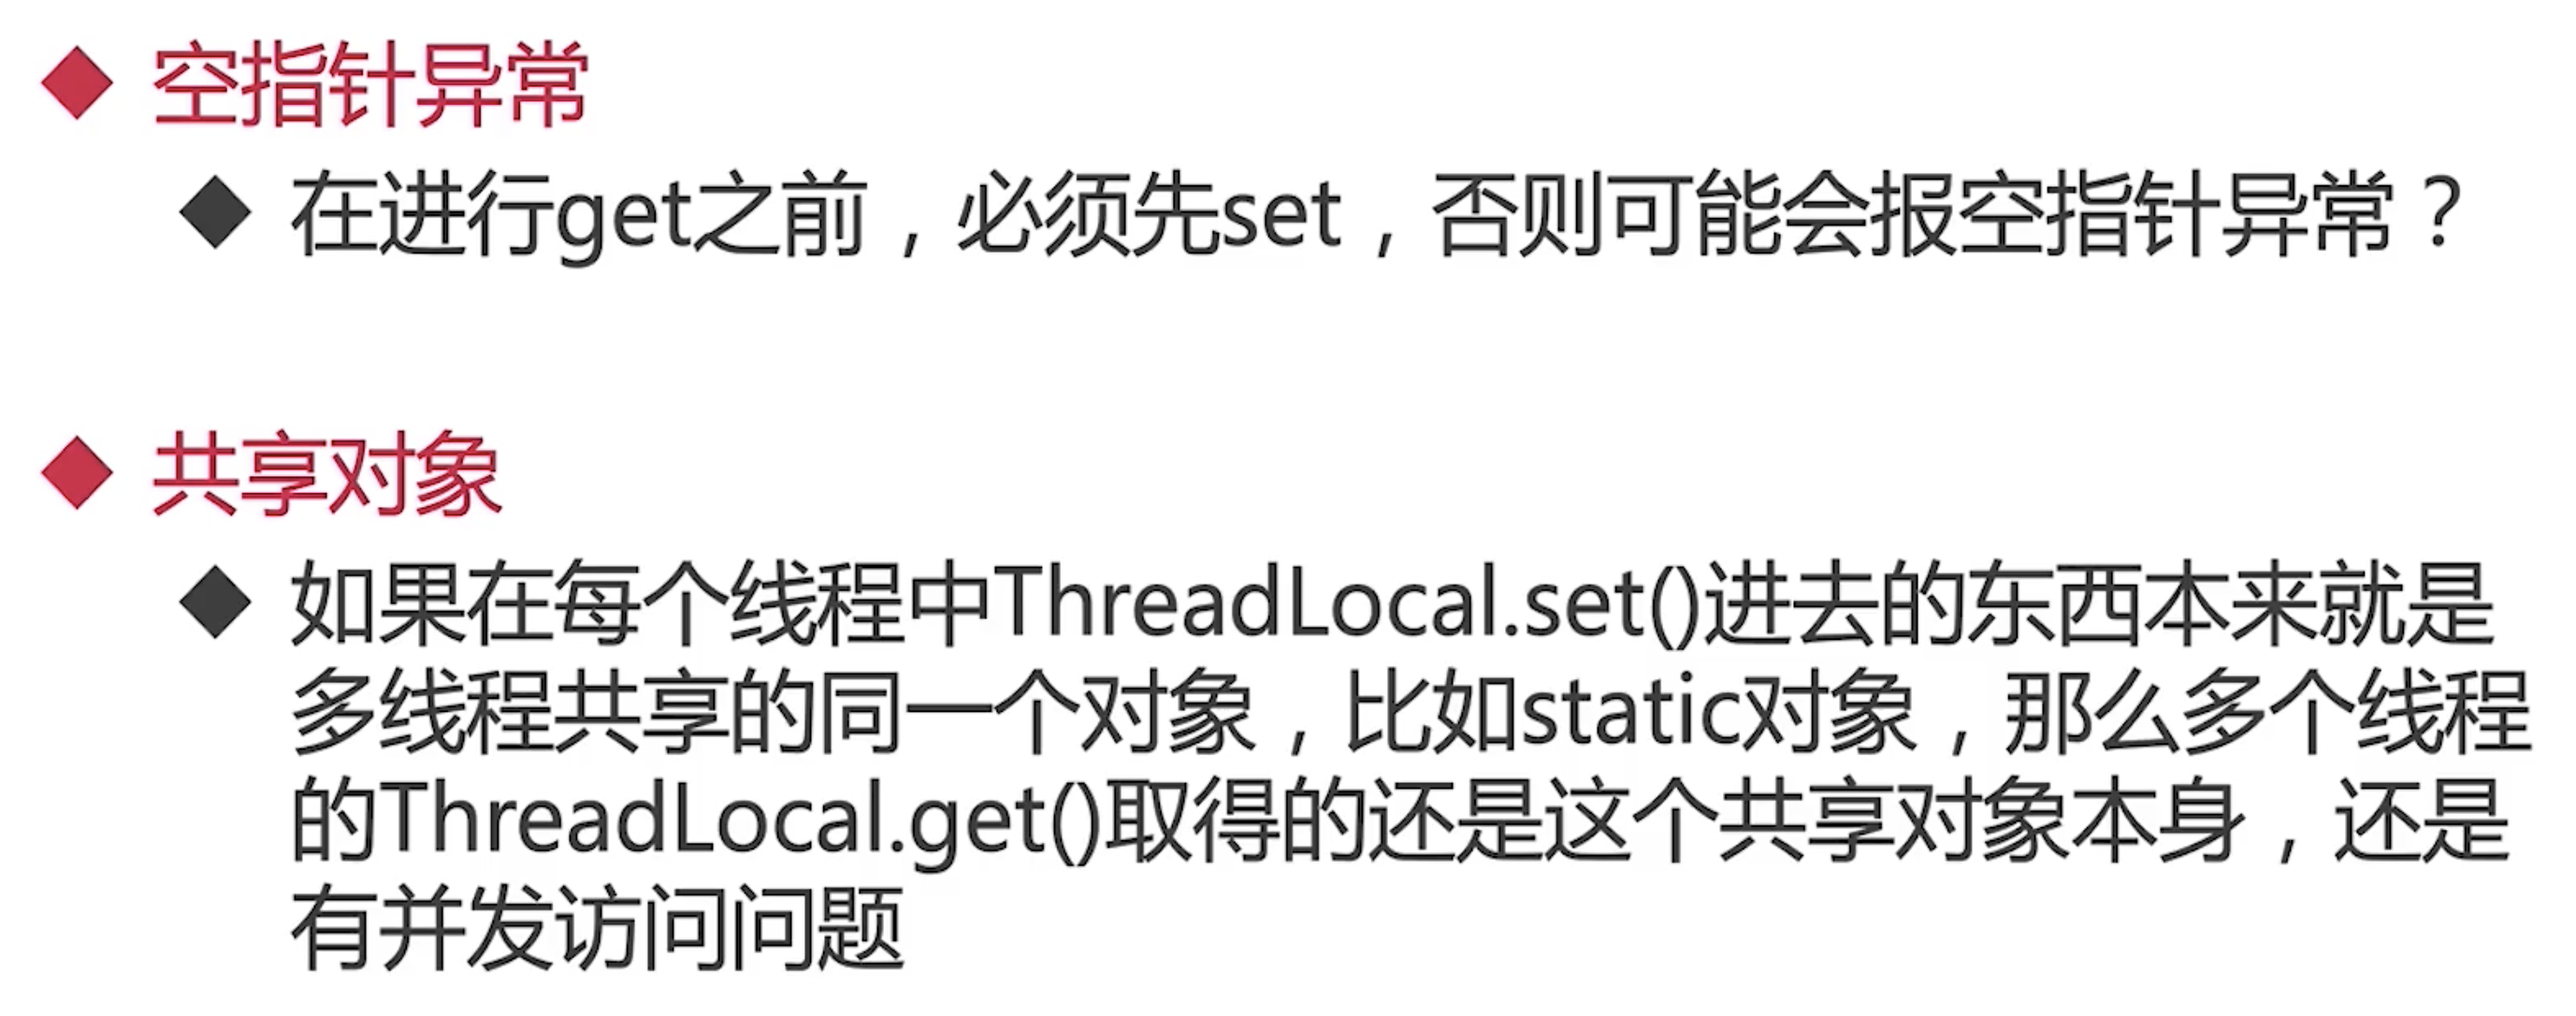 空指针异常
在进行get之前，必须先set，否则可能会报空指针异常？
共享对象
如果在每个线程中ThreadLocal.set()进去的东西本来就是
多线程共享的同一个对象，比如static对象，那么多个线程
的ThreadLocal.get()取得的还是这个共享对象本身，还是
有并发访问问题